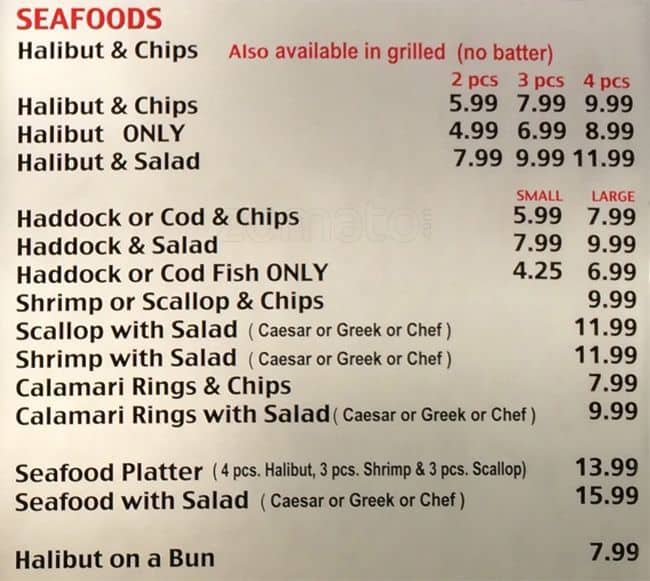 SEAFOODS
Halibut & Chips Also available in grilled (no batter)
2 pcs 3 pcs 4 pcs
Halibut & Chips 5.99 7.99 9.99
Halibut ONLY 4.99 6.99 8.99
Halibut & Salad 7.99 9.99 11.99
SMALL LARGE
Haddock or Cod & Chips 5.99 7.99
zomato
Haddock & Salad 7.99 9.99
Haddock or Cod Fish ONLY 4.25 6.99
Shrimp or Scallop & Chips 9.99
Scallop with Salad ( Caesar or Greek or Chef ) 11.99
Shrimp with Salad ( Caesar or Greek or Chef ) 11.99
Calamari Rings & Chips 7.99
Calamari Rings with Salad ( Caesar or Greek or Chef ) 9.99
Seafood Platter ( 4 pcs. Halibut, 3 pcs. Shrimp & 3 pcs. Scallop) 13.99
Seafood with Salad ( Caesar or Greek or Chef ) 15.99
Halibut on a Bun 7.99